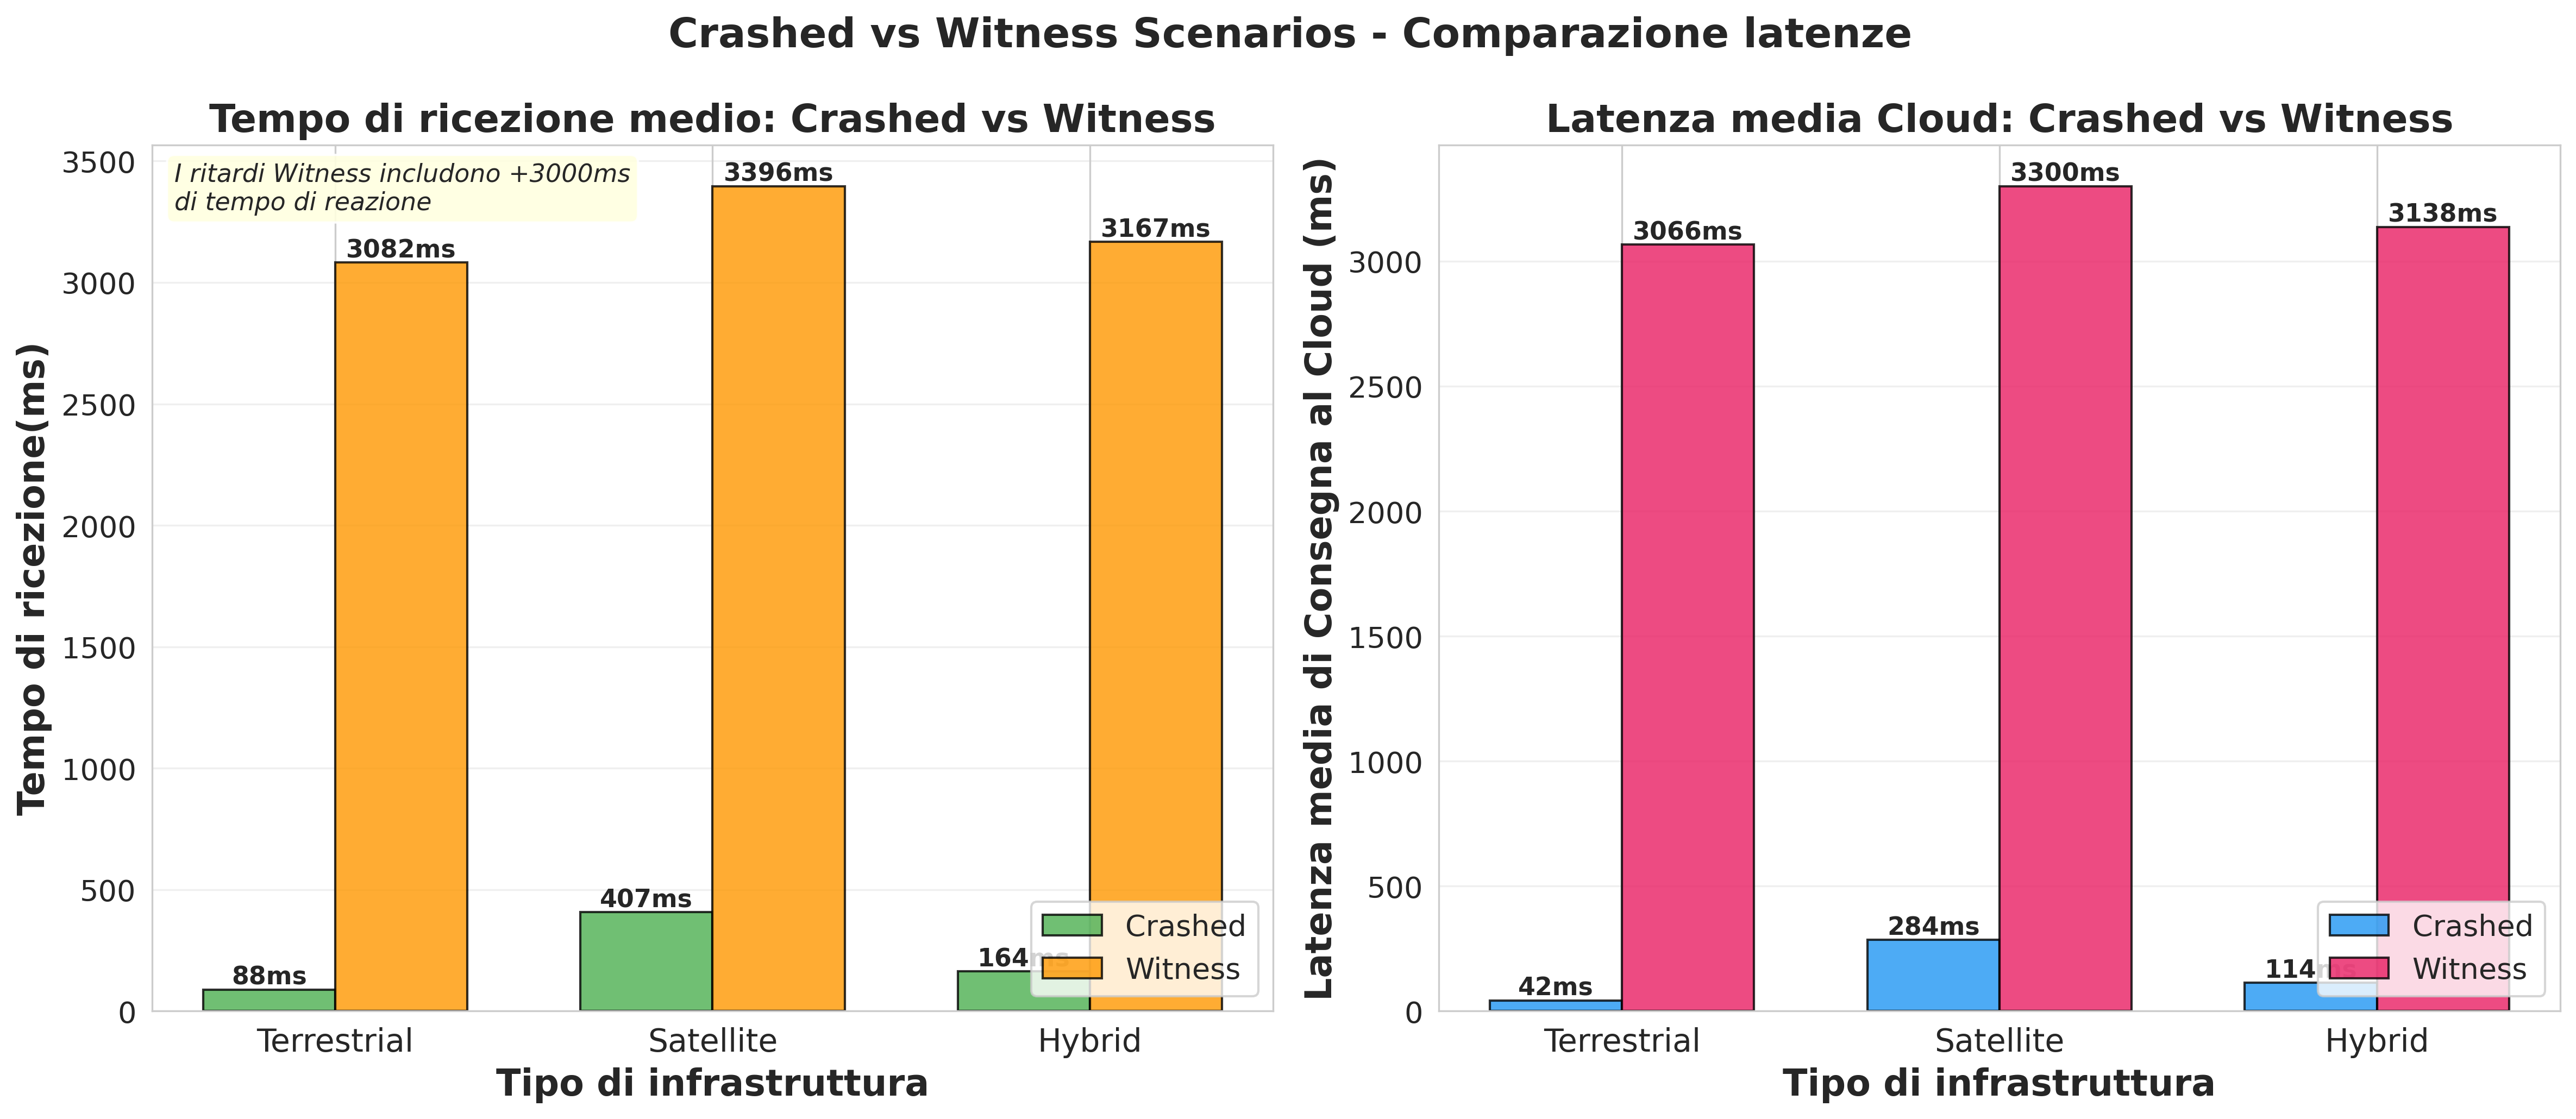 Crashed vs Witness Scenarios - Comparazione latenze
Tempo di ricezione medio: Crashed vs Witness
Tempo di ricezione(ms)
3500
3000
2500
2000
1500
1000
500
0
I ritardi Witness includono +3000ms
di tempo di reazione
88ms
3082ms
407ms
3396ms
164ms
3167ms
Crashed
Witness
Terrestrial
Satellite
Hybrid
Tipo di infrastruttura
Latenza media Cloud: Crashed vs Witness
Latenza media di Consegna al Cloud (ms)
3000
2500
2000
1500
1000
500
0
42ms
3066ms
284ms
3300ms
114ms
3138ms
Crashed
Witness
Terrestrial
Satellite
Hybrid
Tipo di infrastruttura